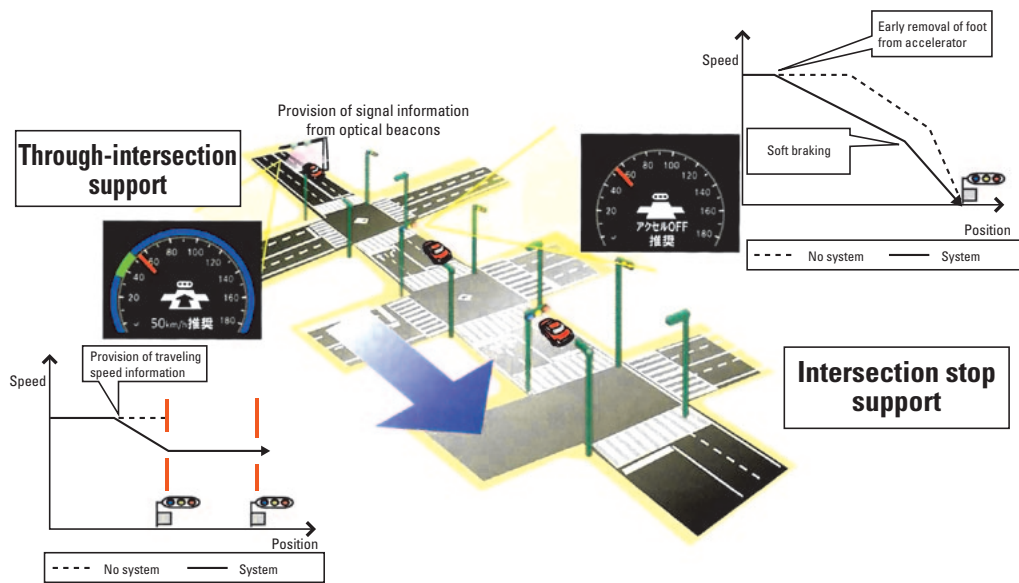 Provision of signal information
from optical beacons
Through-intersection
support
20
40
60
80
100
120
140
160
180
50km/h推奨
Provision of traveling
speed information
Speed
Position
No system
System
Early removal of foot
from accelerator
Speed
Soft braking
Position
No system
System
20
40
60
80
100
120
140
160
180
アクセルOFF
推奨
Intersection stop
support